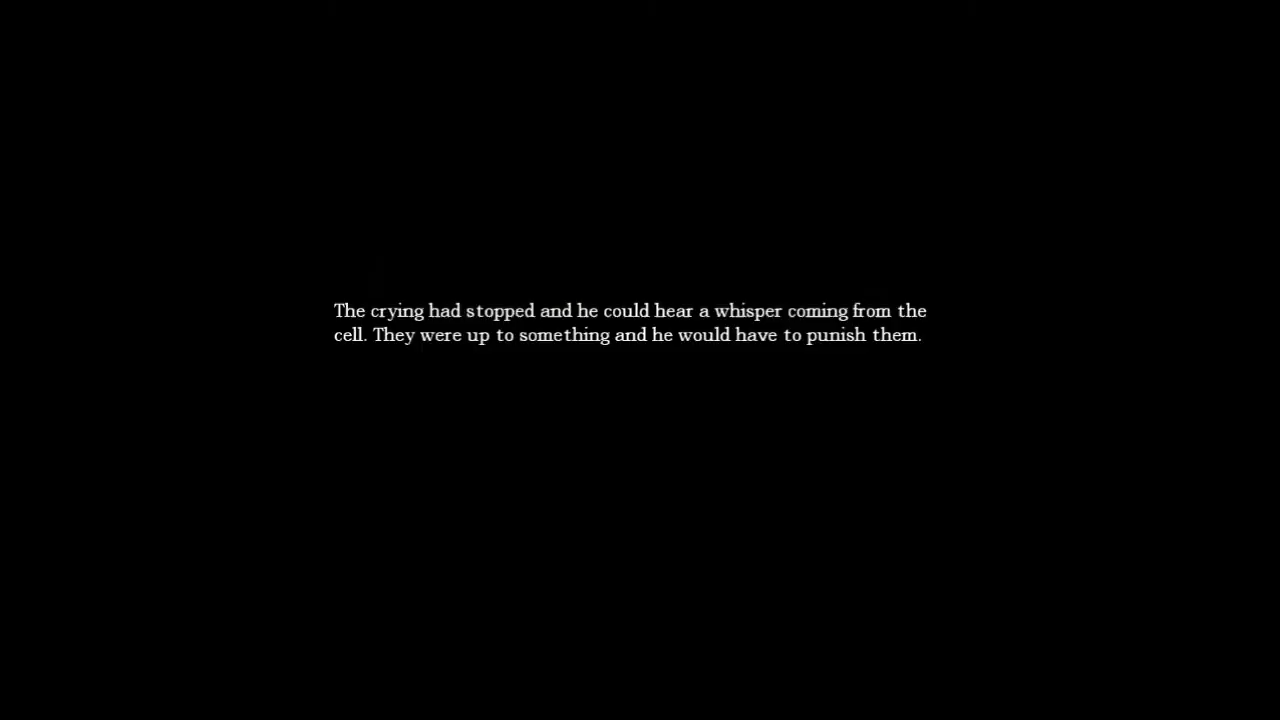 The crying had stopped and he could hear a whisper coming from the
cell. They were up to something and he would have to punish them.